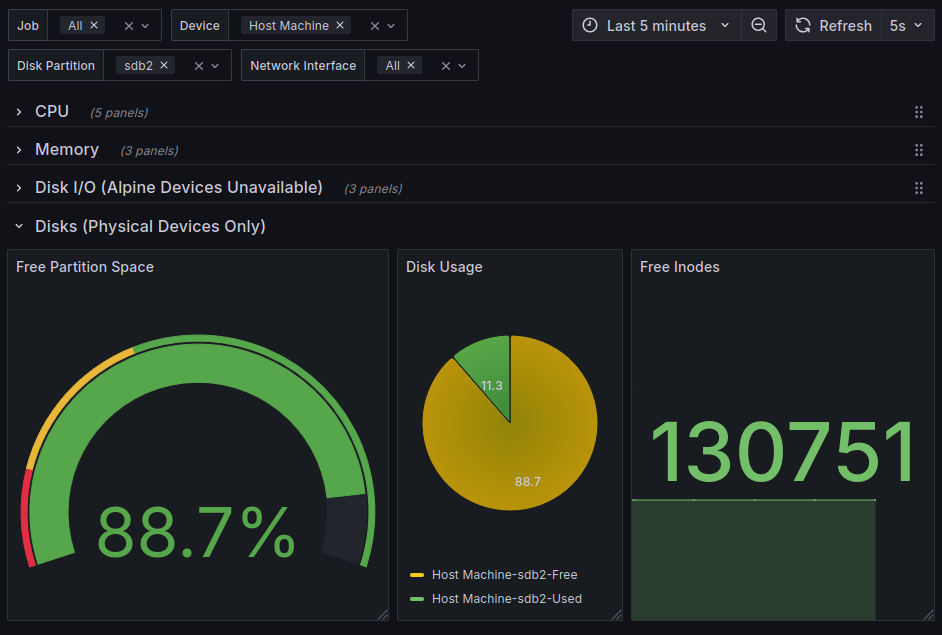 Job All Device Host Machine Last 5 minutes Refresh 5s
Disk Partition sdb2 Network Interface All
CPU (5 panels)
Memory (3 panels)
Disk I/O (Alpine Devices Unavailable) (3 panels)
Disks (Physical Devices Only)
Free Partition Space
88.7%
Disk Usage
11.3
88.7
Host Machine-sdb2-Free
Host Machine-sdb2-Used
Free Inodes
130751